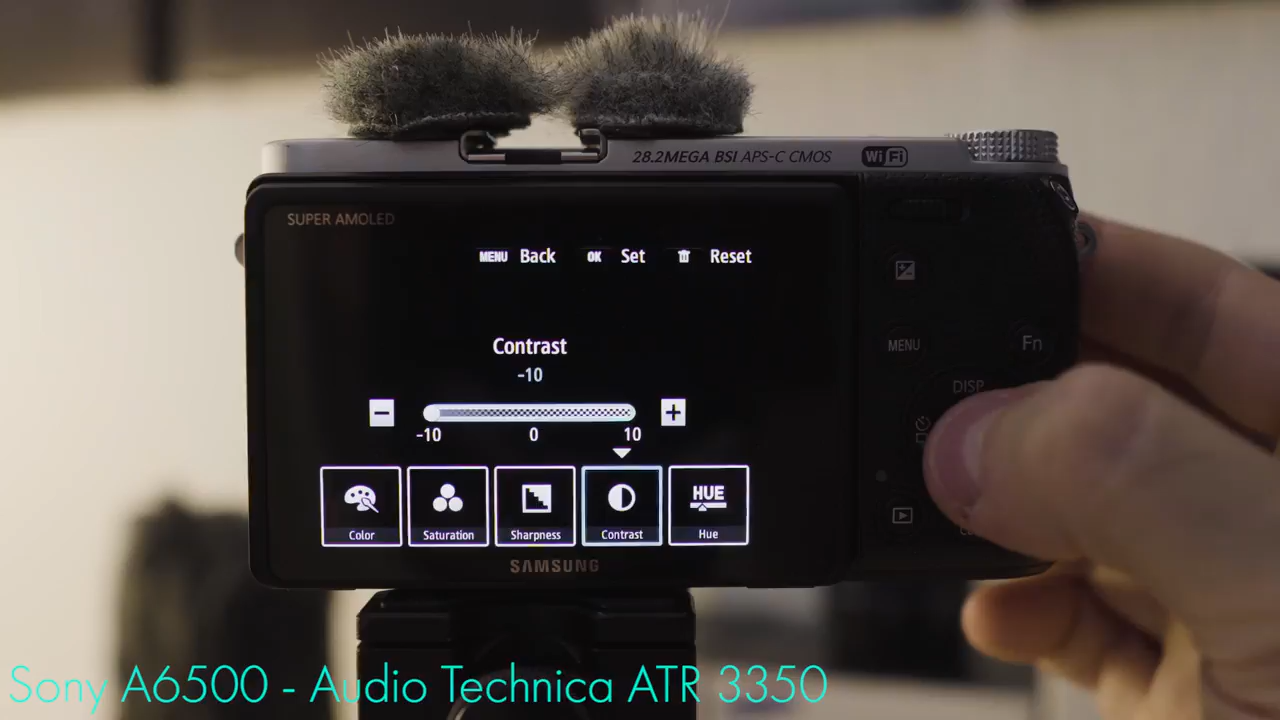 28.2MEGA BSI APS-C CMOS WiFi
SUPER AMOLED
MENU Back OK Set Reset
Contrast
-10
-10 0 10
MENU Fn
DISP
HUE
Color Saturation Sharpness Contrast Hue
SAMSUNG
Sony A6500 - Audio Technica ATR 3350